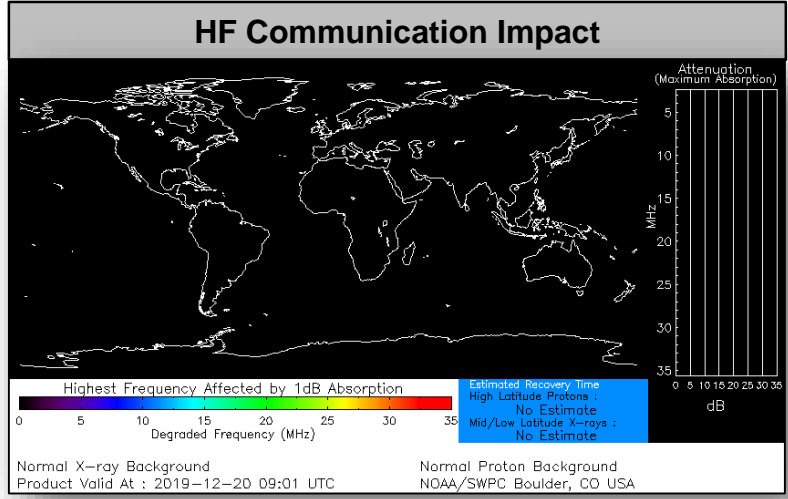 HF Communication Impact
Attenuation
(Maximum Absorption)
5
10
15
20
25
30
35
MHz
0 5 10 15 20 25 30 35
dB
Highest Frequency Affected by 1dB Absorption
0 5 10 15 20 25 30 35
Degraded Frequency (MHz)
Estimated Recovery Time
High Latitude Protons :
No Estimate
Mid/Low Latitude X-rays :
No Estimate
Normal X-ray Background
Normal Proton Background
Product Valid At : 2019-12-20 09:01 UTC
NOAA/SWPC Boulder, CO USA